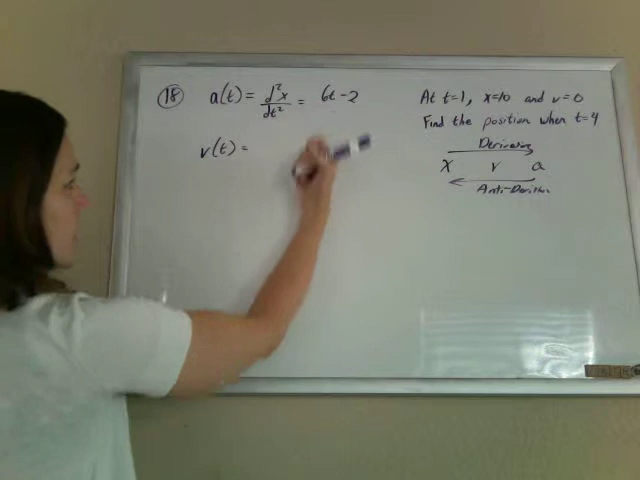 18 a(t) = d²x/dt² = 6t-2
At t=1, x=10 and v=0
Find the position when t=4
v(t) =
Derivative
x v a
Anti-Derivative